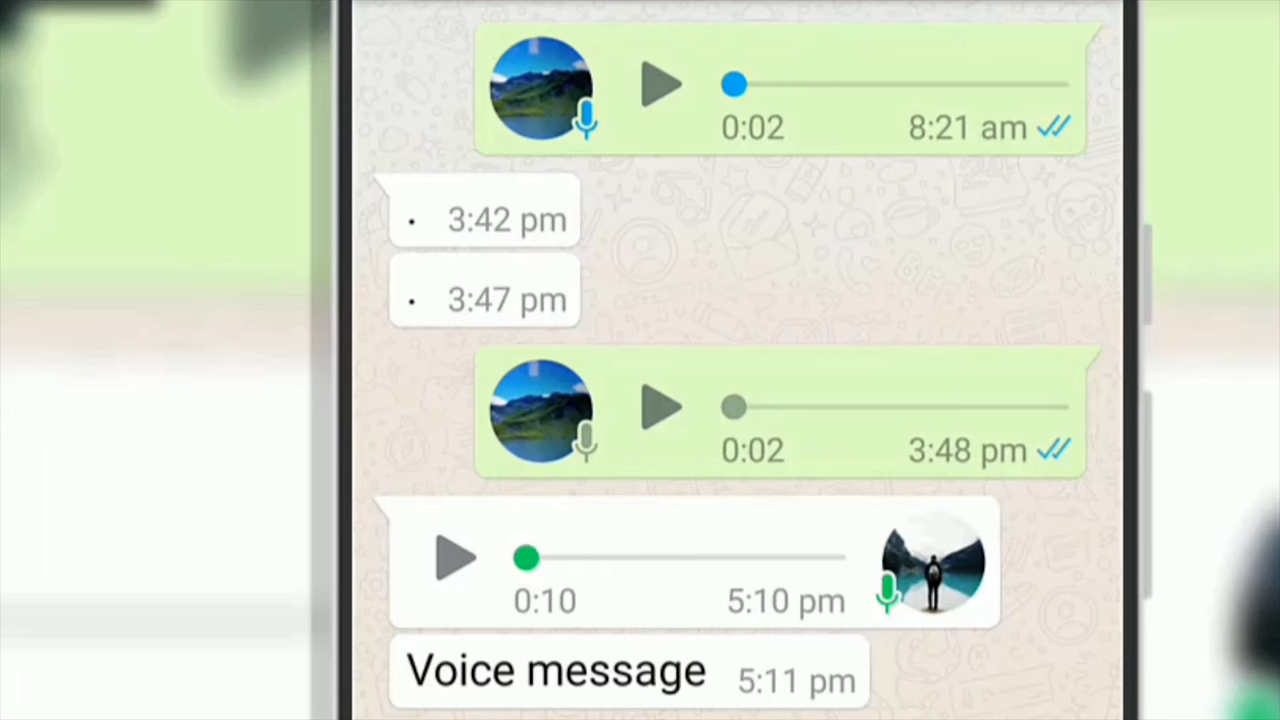 0:02 8:21 am
. 3:42 pm
. 3:47 pm
0:02 3:48 pm
0:10 5:10 pm
Voice message 5:11 pm